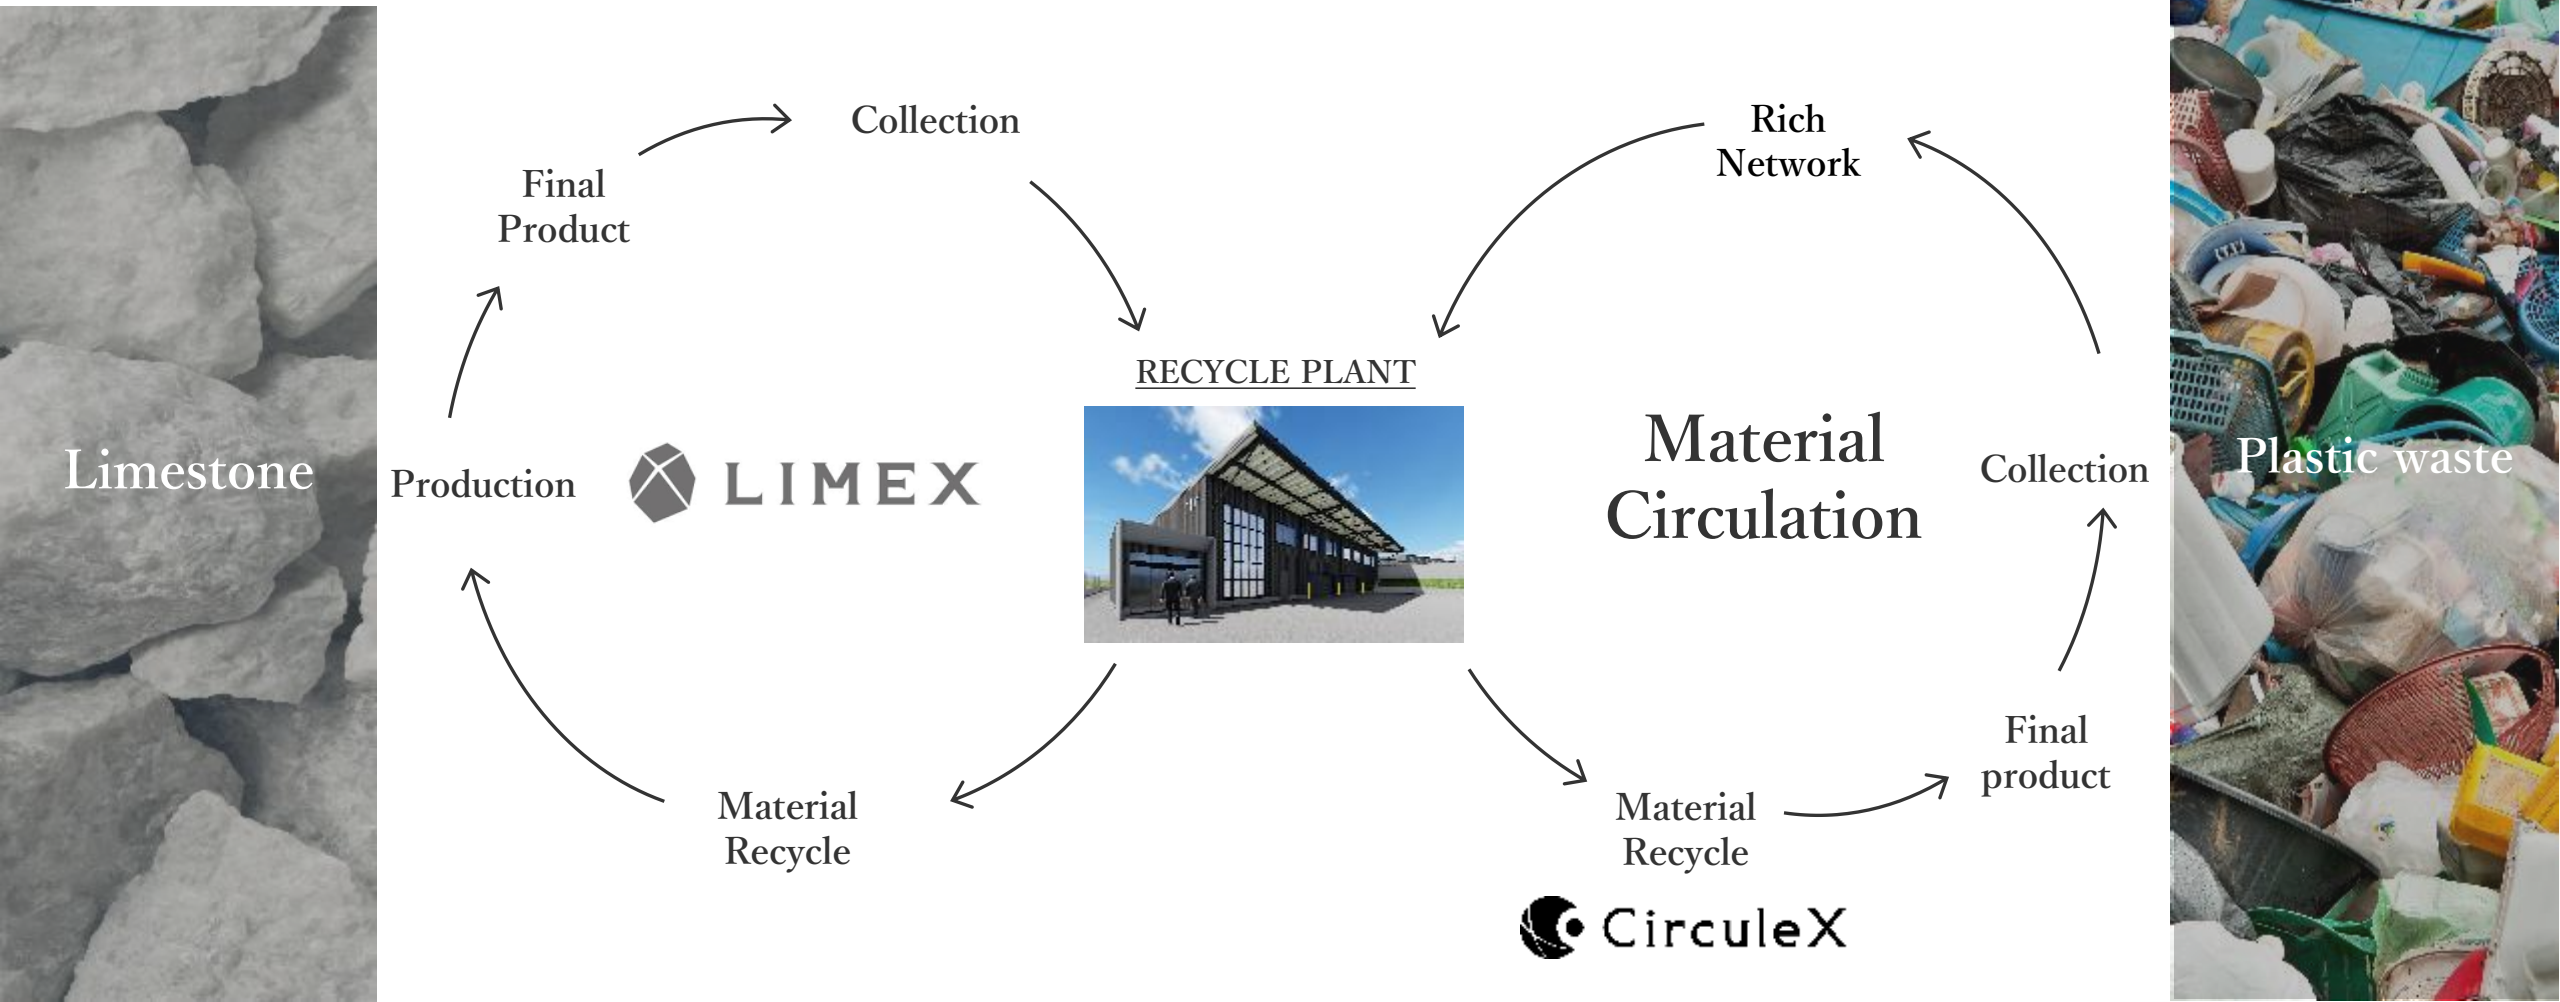 Limestone
Collection
Final
Product
Production
LIMEX
Material
Recycle
RECYCLE PLANT
Rich
Network
Material
Circulation
Collection
Final
product
Material
Recycle
CirculeX
Plastic waste